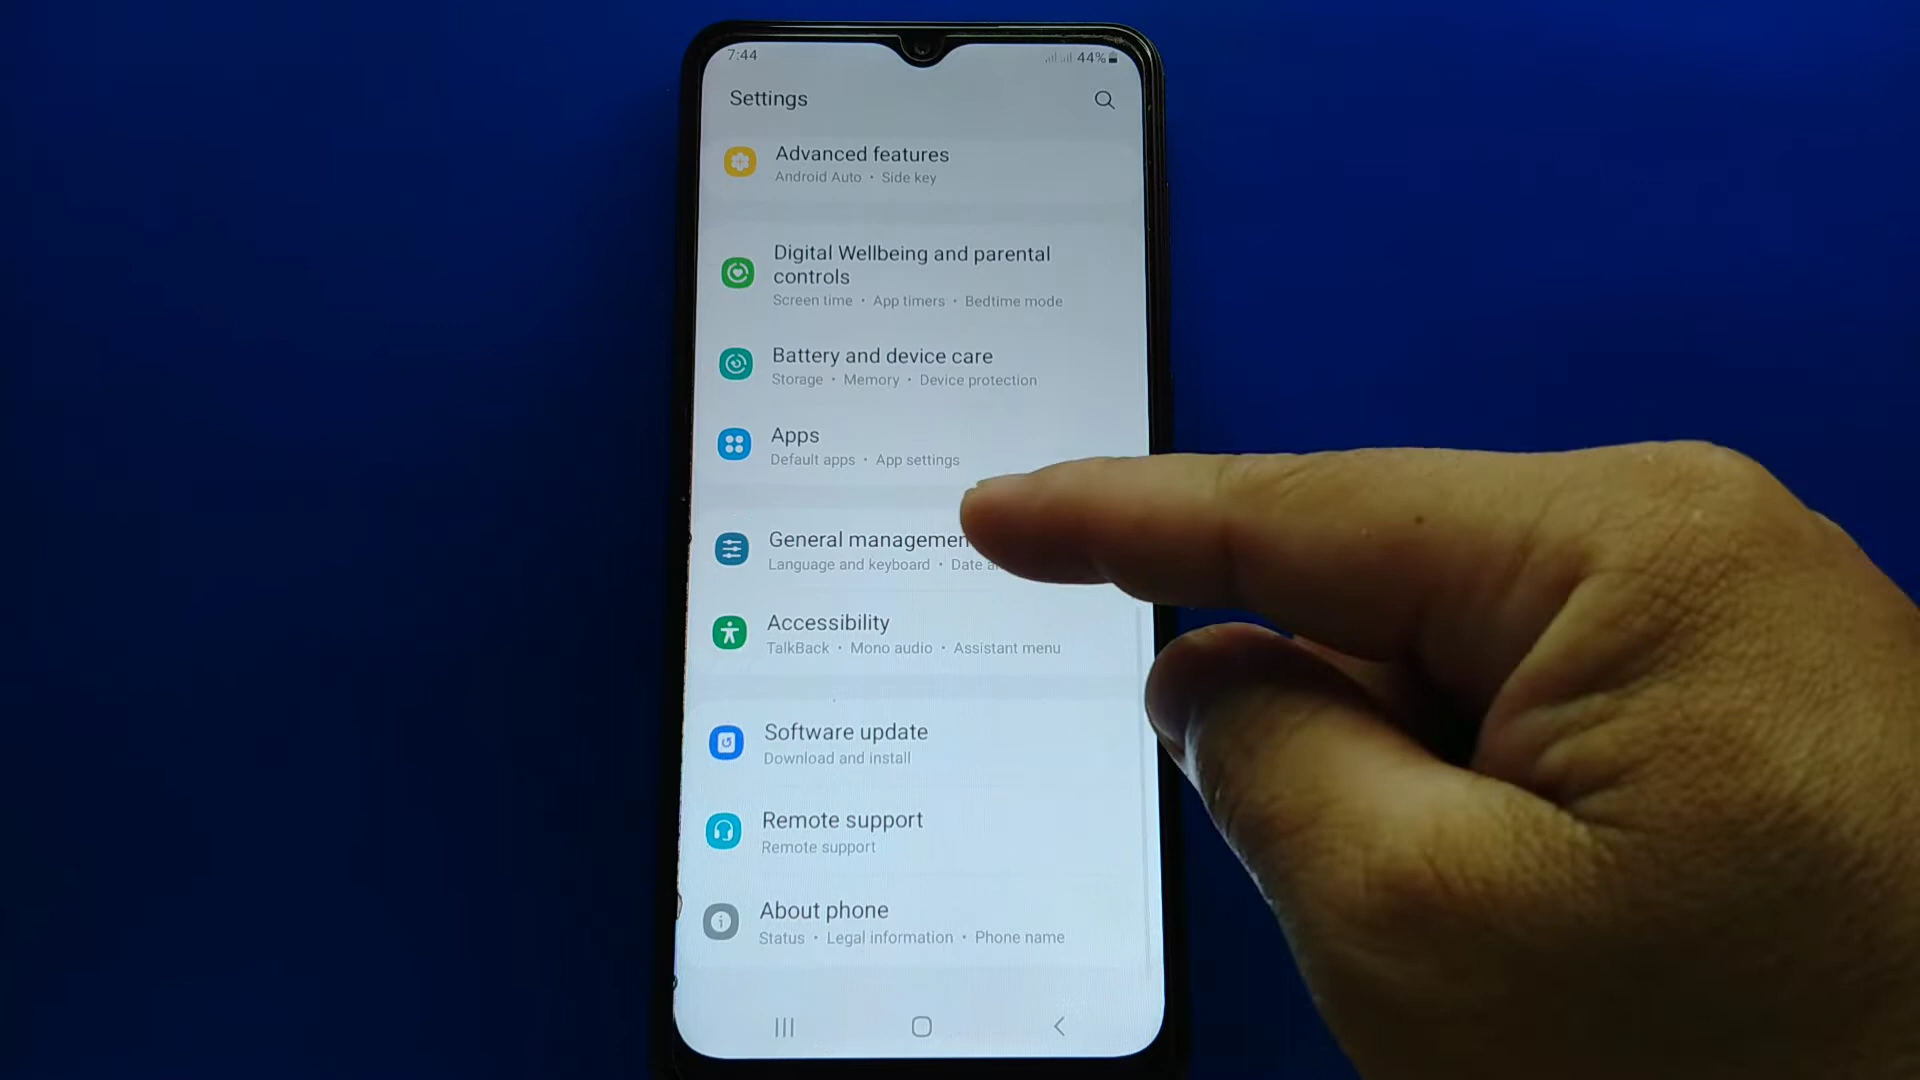 7:44
44%
Settings
Advanced features
Android Auto • Side key
Digital Wellbeing and parental
controls
Screen time • App timers • Bedtime mode
Battery and device care
Storage • Memory • Device protection
Apps
Default apps • App settings
General managemen
Language and keyboard • Date a
Accessibility
TalkBack • Mono audio • Assistant menu
Software update
Download and install
Remote support
Remote support
About phone
Status • Legal information • Phone name